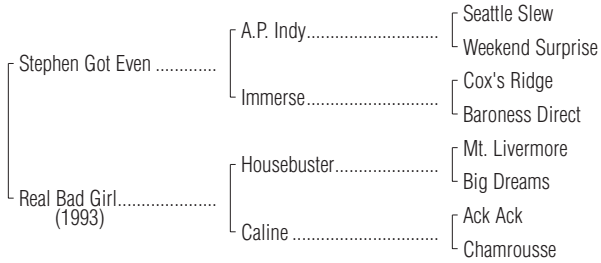 Seattle Slew
A.P. Indy..............................
Weekend Surprise
Stephen Got Even ..............
Cox's Ridge
Immerse..............................
Baroness Direct
Mt. Livermore
Housebuster........................
Big Dreams
Real Bad Girl......................
(1993)
Ack Ack
Caline .................................
Chamrousse